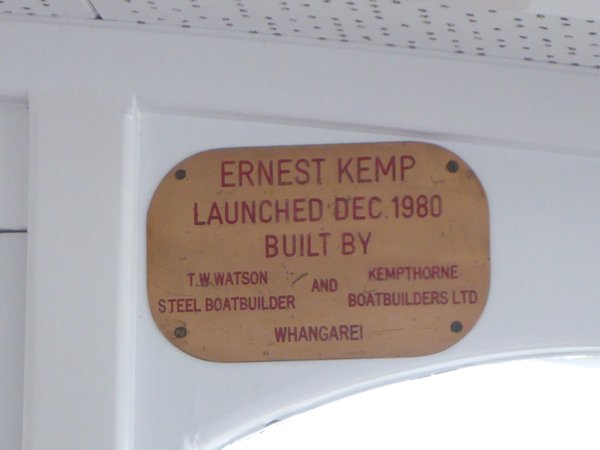 ERNEST KEMP
LAUNCHED DEC. 1980
BUILT BY
T.W.WATSON
STEEL BOATBUILDER
AND
KEMPTHORNE
BOATBUILDERS LTD
WHANGAREI